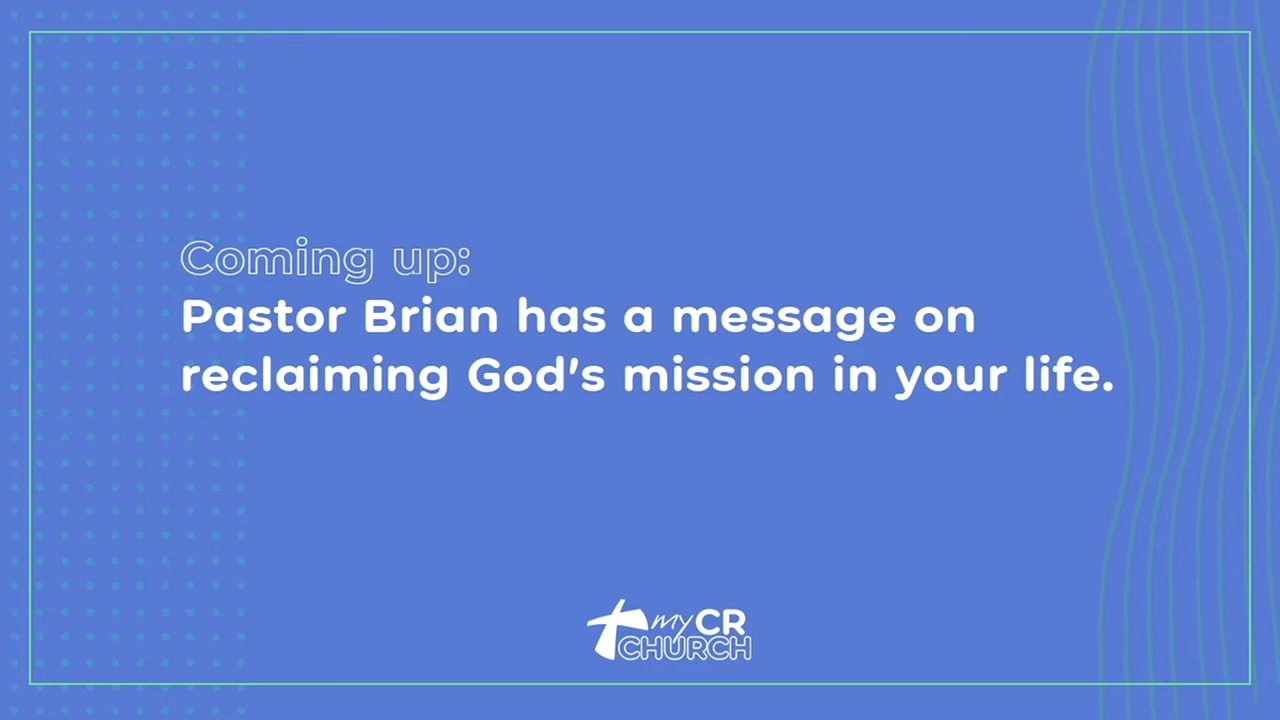 Coming up:
Pastor Brian has a message on
reclaiming God's mission in your life.
my CR
CHURCH